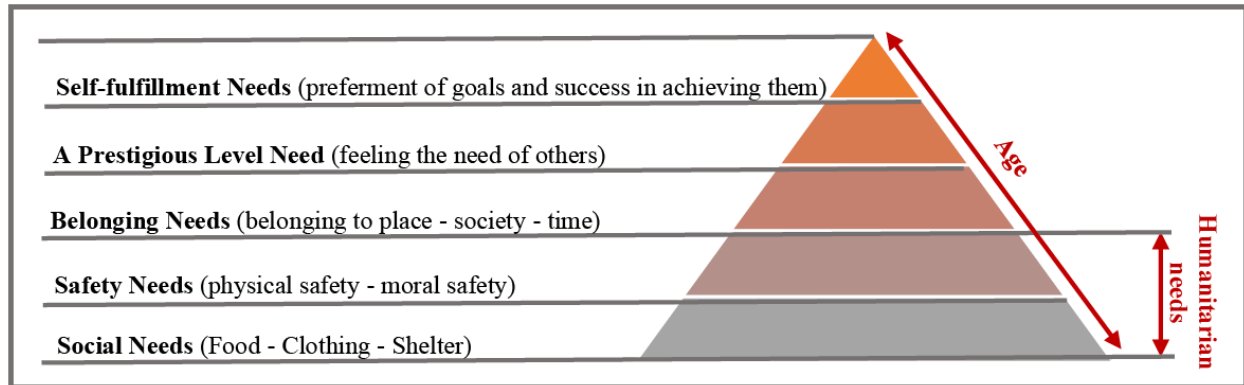 Self-fulfillment Needs (preferment of goals and success in achieving them)
A Prestigious Level Need (feeling the need of others)
Belonging Needs (belonging to place - society - time)
Safety Needs (physical safety - moral safety)
Social Needs (Food - Clothing - Shelter)
Age
Humanitarian
needs